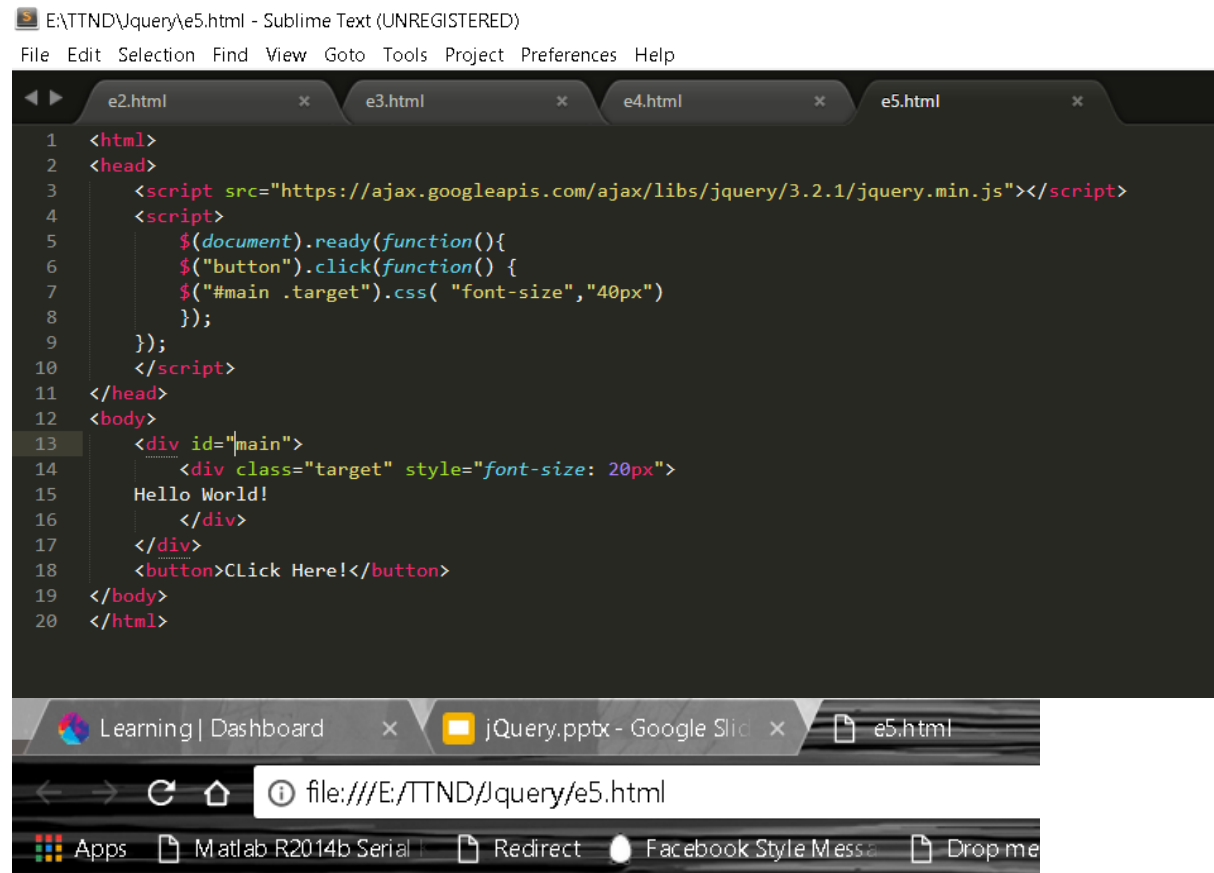 E:\TTND\Jquery\e5.html - Sublime Text (UNREGISTERED)
File Edit Selection Find View Goto Tools Project Preferences Help
e2.html × e3.html × e4.html × e5.html ×
1 <html>
2 <head>
3 <script src="https://ajax.googleapis.com/ajax/libs/jquery/3.2.1/jquery.min.js"></script>
4 <script>
5 $(document).ready(function(){
6 $("button").click(function() {
7 $("#main .target").css( "font-size","40px")
8 });
9 });
10 </script>
11 </head>
12 <body>
13 <div id="main">
14 <div class="target" style="font-size: 20px">
15 Hello World!
16 </div>
17 </div>
18 <button>CLick Here!</button>
19 </body>
20 </html>
Learning | Dashboard × jQuery.pptx - Google Slid × e5.html
file:///E:/TTND/Jquery/e5.html
Apps Matlab R2014b Serial Redirect Facebook Style Messa Drop me